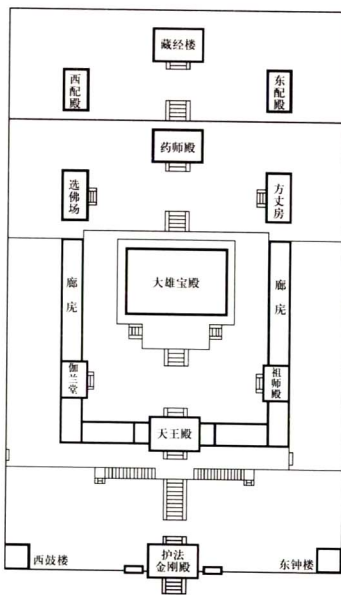 藏经楼
西配殿
东配殿
药师殿
选佛场
方丈房
大雄宝殿
廊庑
廊庑
伽兰堂
祖师殿
天王殿
西鼓楼
护法
金刚殿
东钟楼